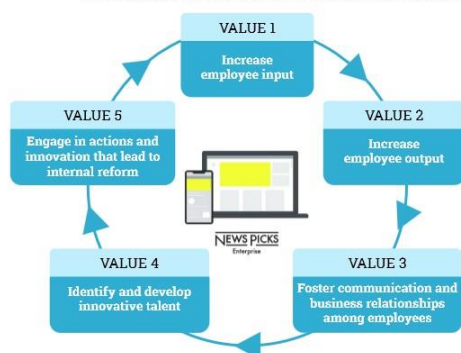 VALUE 1
Increase
employee input
VALUE 5
Engage in actions and
innovation that lead to
internal reform
VALUE 2
Increase
employee output
NEWSPICKS
Enterprise
VALUE 4
Identify and develop
innovative talent
VALUE 3
Foster communication and
business relationships
among employees